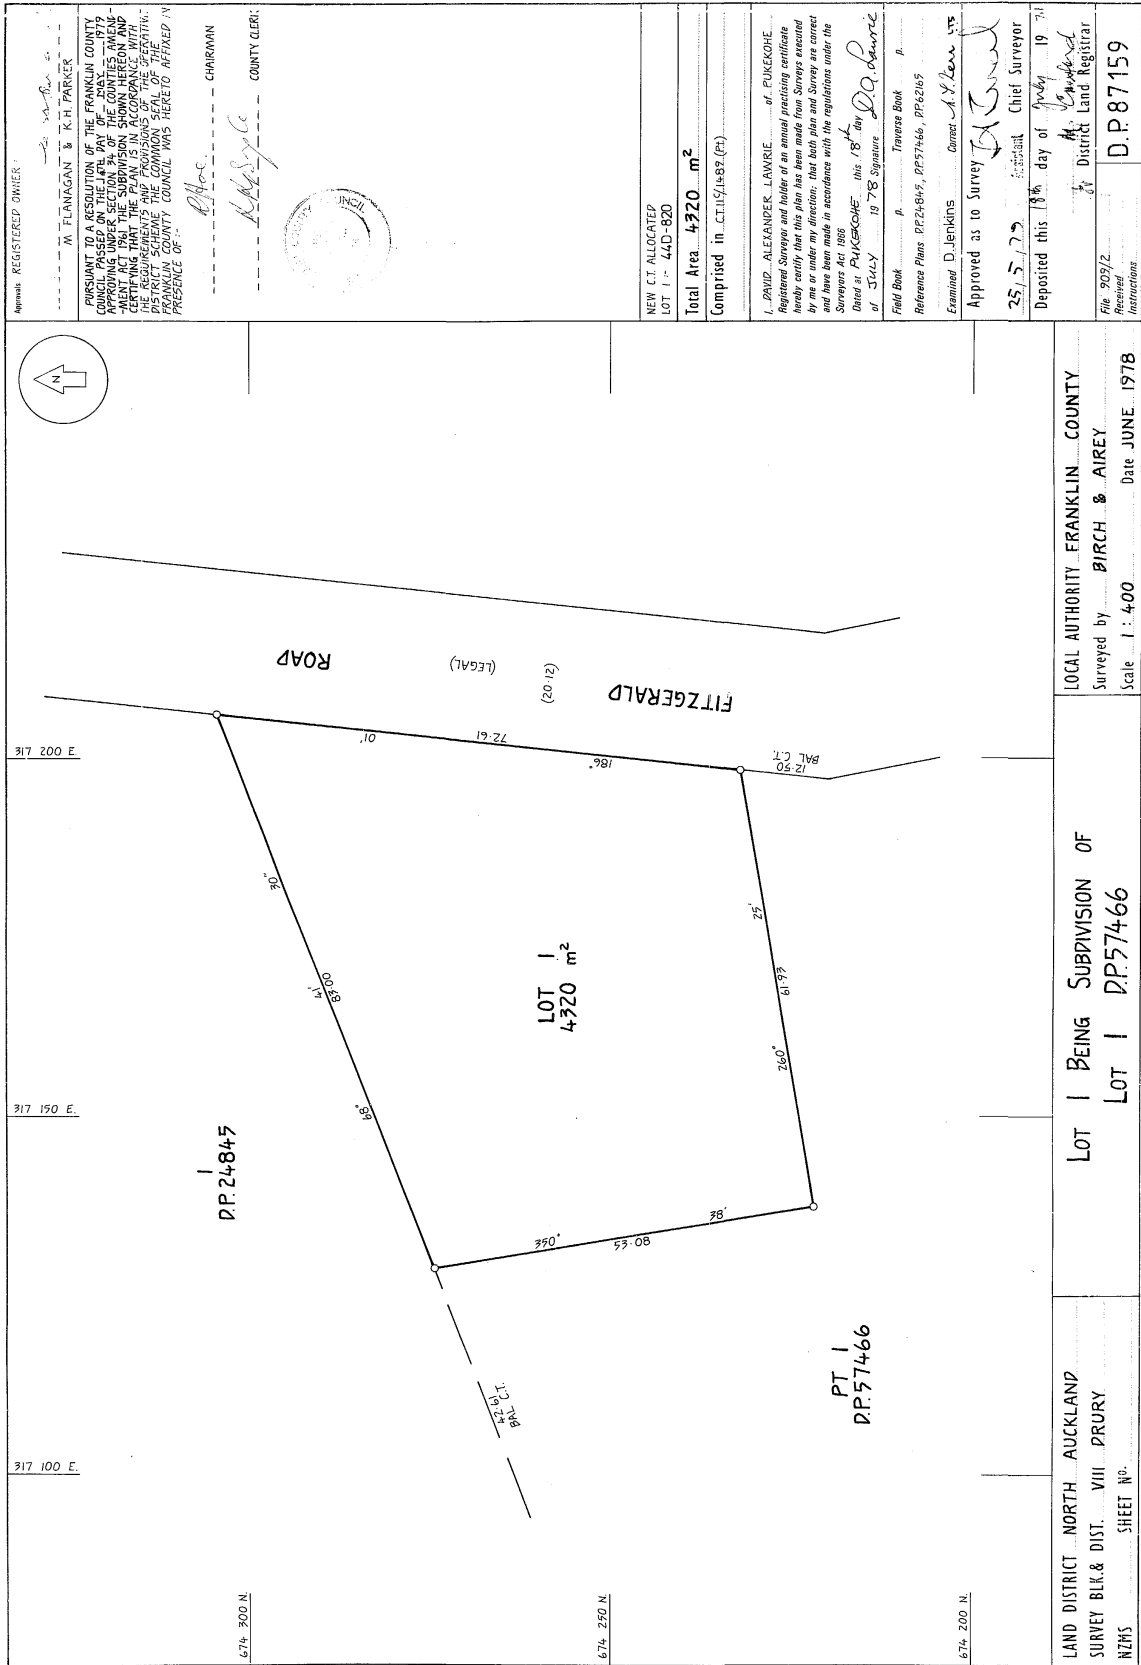 Approvals REGISTERED OWNER:
M FLANAGAN & K.H. PARKER
PURSUANT TO A RESOLUTION OF THE FRANKLIN COUNTY
COUNCIL PASSED ON THE 14TH DAY OF MAY 1979
APPROVING UNDER SECTION 34 OF THE COUNTIES AMEND-
-MENT ACT 1961 THE SUBDIVISION SHOWN HEREON AND
CERTIFYING THAT THE PLAN IS IN ACCORDANCE WITH
THE REQUIREMENTS AND PROVISIONS OF THE OPERATIVE
DISTRICT SCHEME THE COMMON SEAL OF THE
FRANKLIN COUNTY COUNCIL WAS HERETO AFFIXED IN
PRESENCE OF :-
CHAIRMAN
COUNTY CLERK
COUNTY COUNCIL
NEW C.T. ALLOCATED
LOT 1 :- 44D-820
Total Area 4320 m²
Comprised in C.T.115/1489 (Pt)
I, DAVID ALEXANDER LAWRIE of PUKEKOHE
Registered Surveyor and holder of an annual practising certificate
hereby certify that this plan has been made from Surveys executed
by me or under my direction; that both plan and Survey are correct
and have been made in accordance with the regulations under the
Surveyors Act 1966
Dated at PUKEKOHE this 18th day
of JULY 1978 Signature D.A. Lawrie
Field Book p. Traverse Book p.
Reference Plans D.P.24845, D.P.57466, D.P.62165
Examined D.Jenkins Correct
Approved as to Survey
25/5/79 Assistant Chief Surveyor
Deposited this 18th day of July 19
District Land Registrar
File 909/2
Received
Instructions
D.P. 87159
N
317 200 E.
317 150 E.
317 100 E.
674 300 N.
674 250 N.
674 200 N.
ROAD
(LEGAL)
(20·12)
FITZGERALD
186° 72·61 01'
12·50
BAL C.T.
68° 41' 30"
83·00
LOT 1
4320 m²
260° 61·93 25'
350° 53·08 38'
42·61
BAL C.T.
1
D.P. 24845
PT 1
D.P. 57466
LAND DISTRICT NORTH AUCKLAND
SURVEY BLK.& DIST. VIII DRURY
NZMS SHEET No.
LOT 1 BEING SUBDIVISION OF
LOT 1 D.P.57466
LOCAL AUTHORITY FRANKLIN COUNTY
Surveyed by BIRCH & AIREY
Scale 1 : 400 Date JUNE 1978